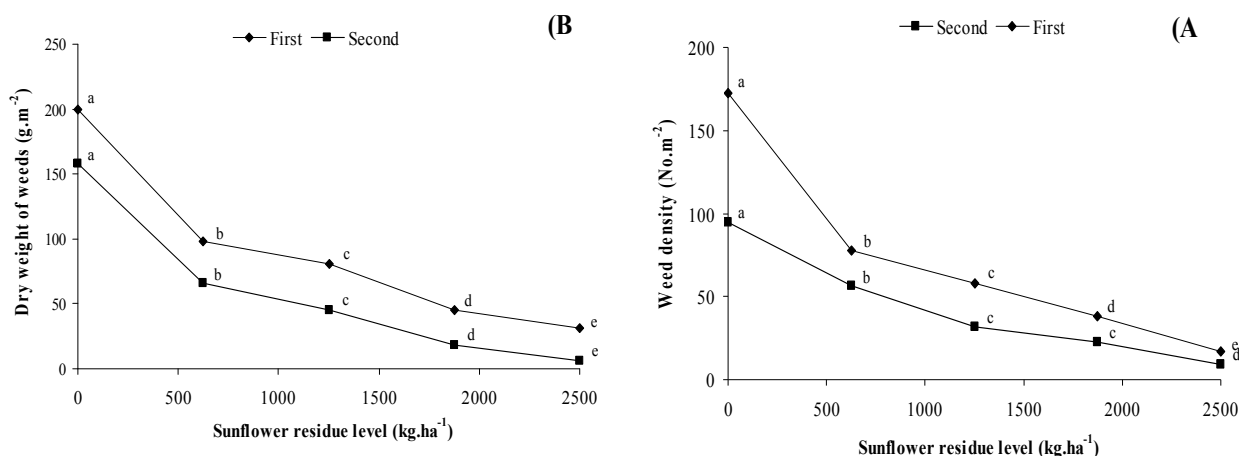 (B)
First Second
Dry weight of weeds (g.m⁻²)
250
200
150
100
50
0
a
a
b
b
c
c
d
d
e
e
0 500 1000 1500 2000 2500
Sunflower residue level (kg.ha⁻¹)
(A
Second First
Weed density (No.m⁻²)
200
150
100
50
0
a
a
b
b
c
c
d
c
e
d
0 500 1000 1500 2000 2500
Sunflower residue level (kg.ha⁻¹)